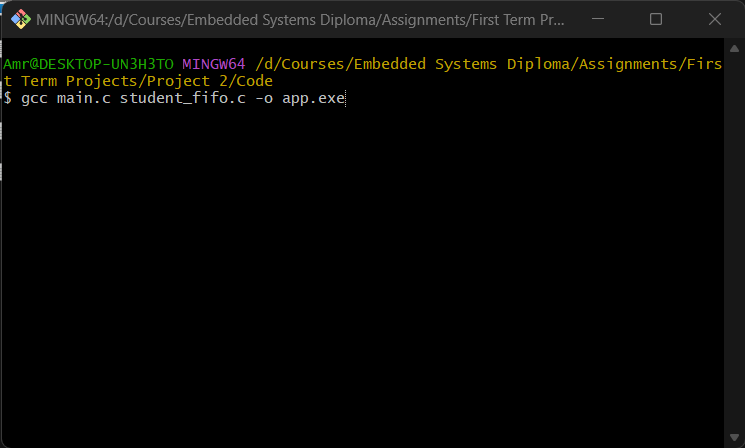 MINGW64:/d/Courses/Embedded Systems Diploma/Assignments/First Term Pr...
Amr@DESKTOP-UN3H3TO MINGW64 /d/Courses/Embedded Systems Diploma/Assignments/Firs
t Term Projects/Project 2/Code
$ gcc main.c student_fifo.c -o app.exe